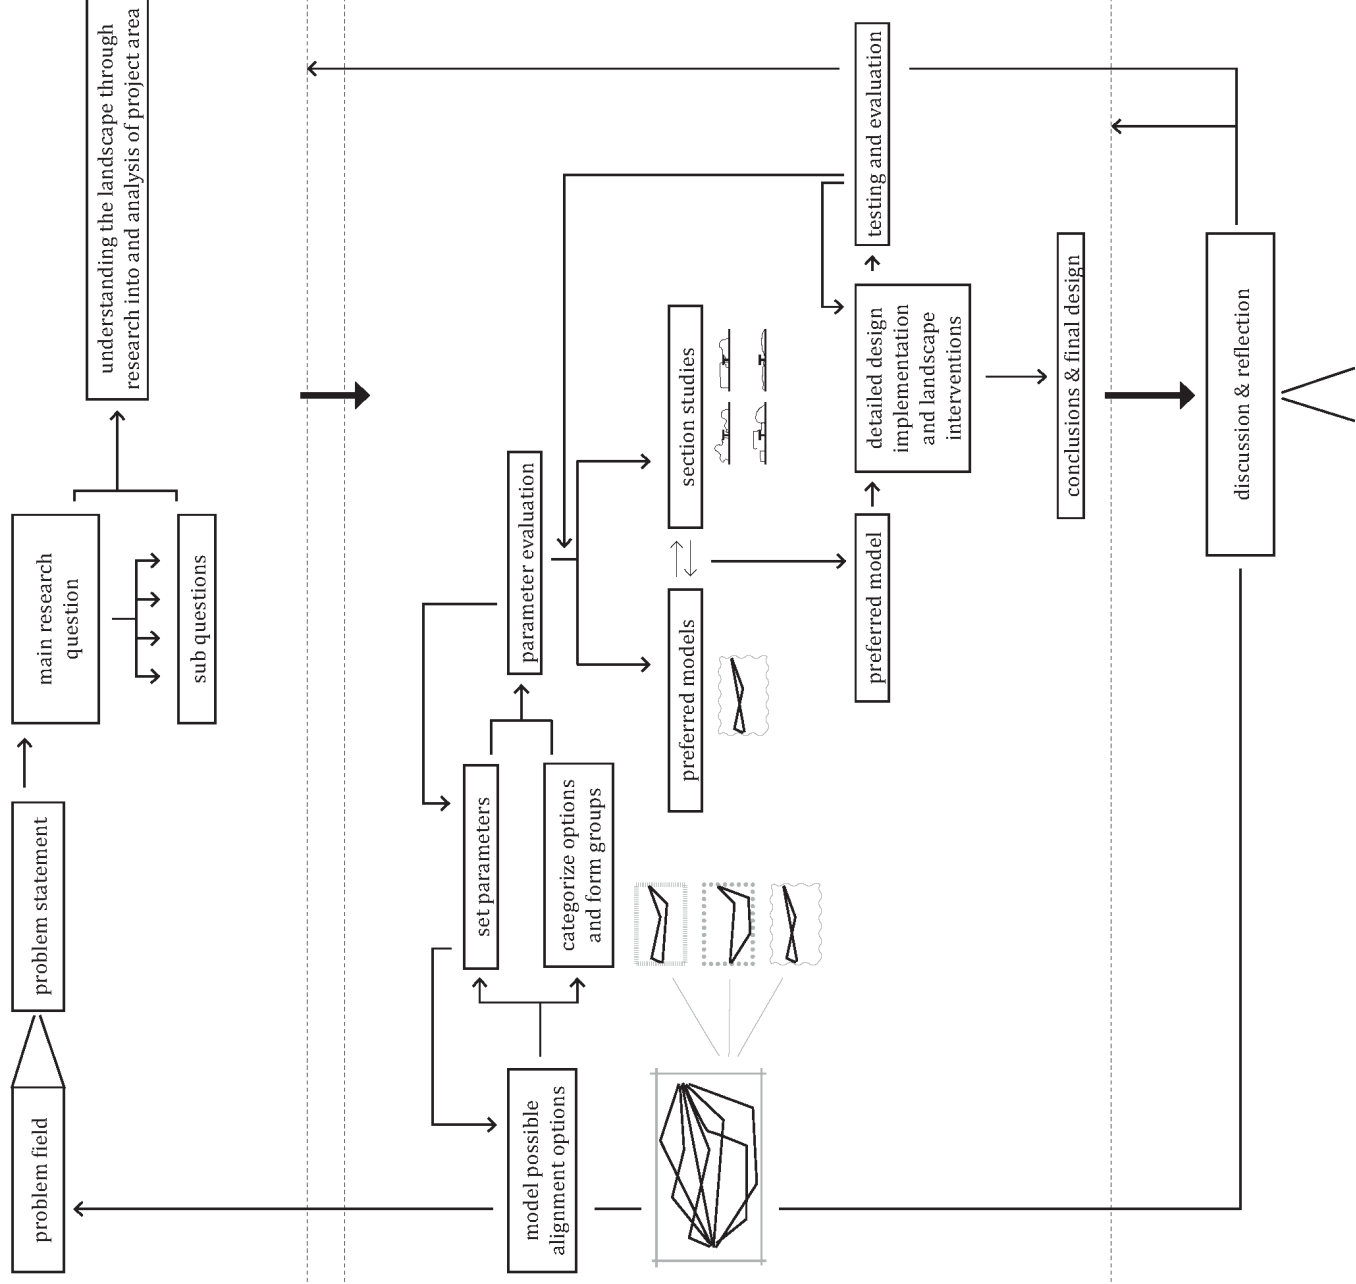 problem field
problem statement
main research
question
sub questions
understanding the landscape through
research into and analysis of project area
model possible
alignment options
set parameters
categorize options
and form groups
parameter evaluation
preferred models
section studies
preferred model
detailed design
implementation
and landscape
interventions
testing and evaluation
conclusions & final design
discussion & reflection